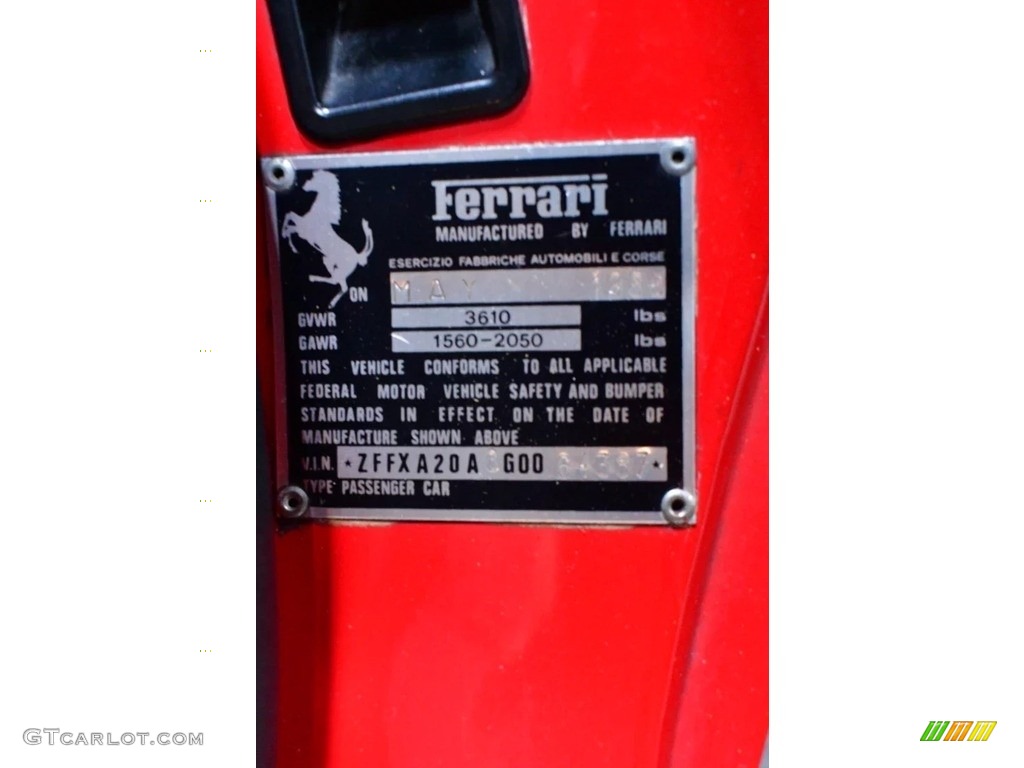 Ferrari
MANUFACTURED BY FERRARI
ESERCIZIO FABBRICHE AUTOMOBILI E CORSE
ON MAY
GVWR 3610 lbs
GAWR 1560-2050 lbs
THIS VEHICLE CONFORMS TO ALL APPLICABLE
FEDERAL MOTOR VEHICLE SAFETY AND BUMPER
STANDARDS IN EFFECT ON THE DATE OF
MANUFACTURE SHOWN ABOVE
V.I.N.
TYPE PASSENGER CAR
GTCARLOT.COM